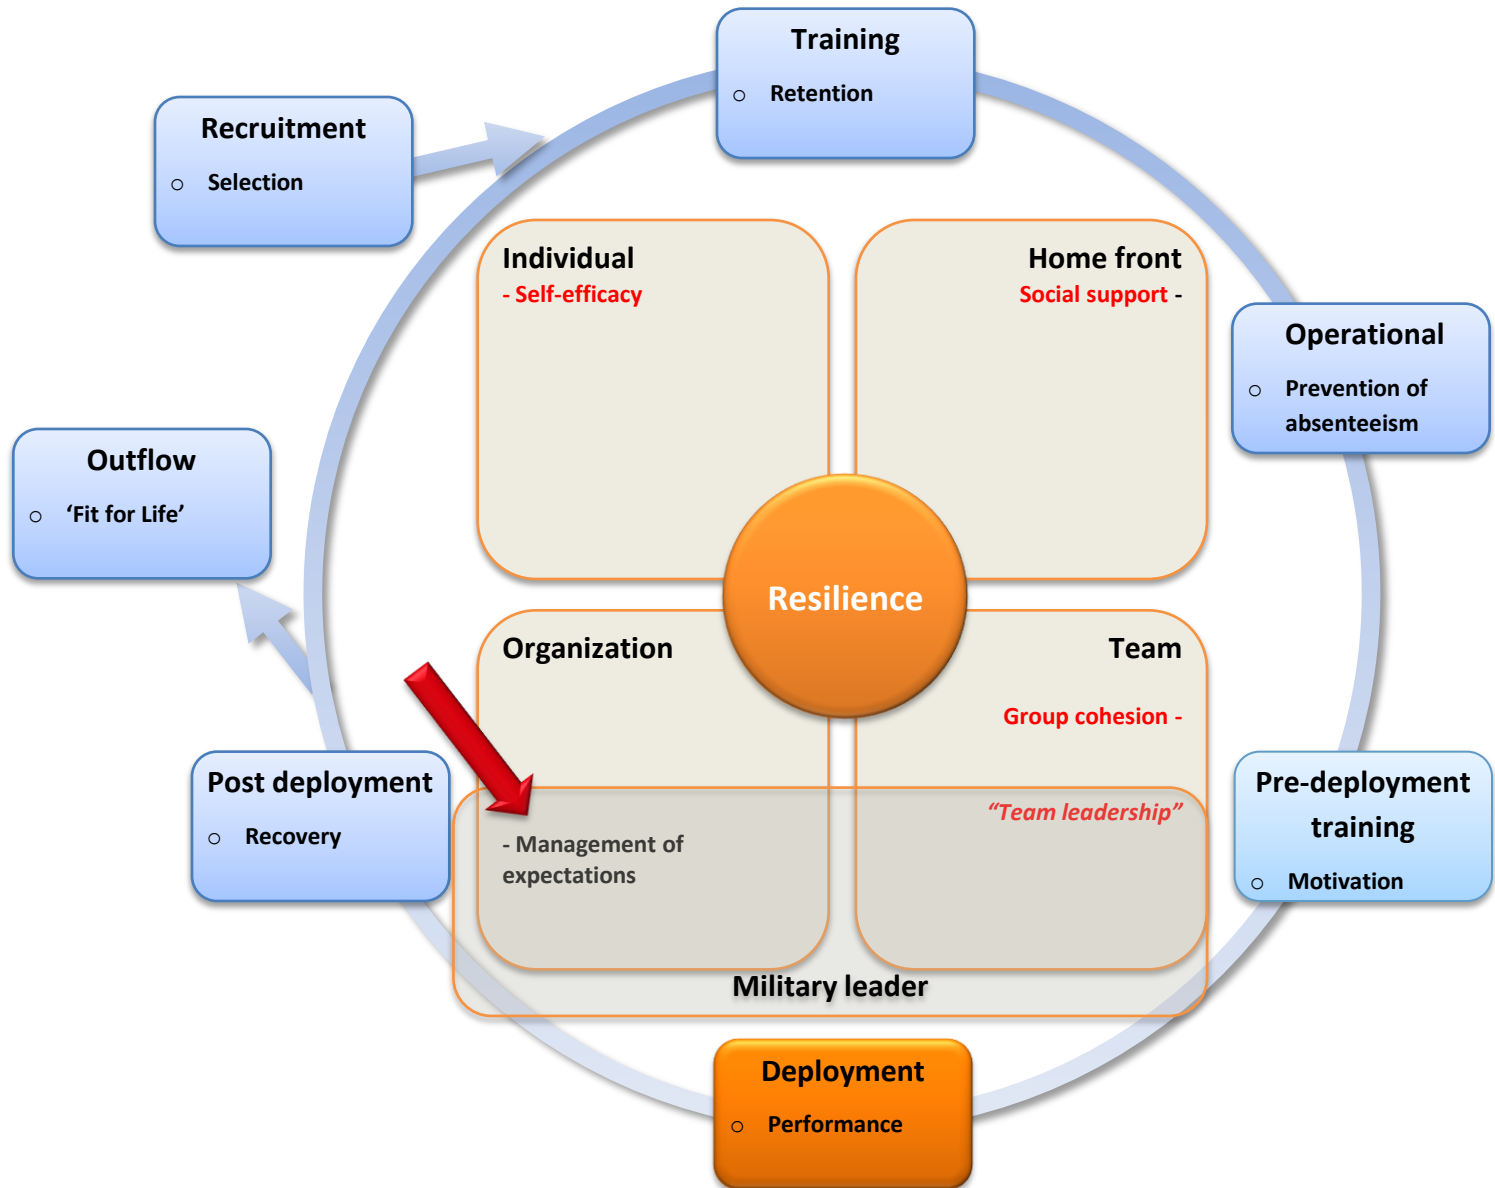 Training
o Retention
Recruitment
o Selection
Individual
- Self-efficacy
Home front
Social support -
Operational
o Prevention of
absenteeism
Outflow
o ‘Fit for Life’
Resilience
Organization
Team
Group cohesion -
“Team leadership”
- Management of
expectations
Post deployment
o Recovery
Pre-deployment
training
o Motivation
Military leader
Deployment
o Performance